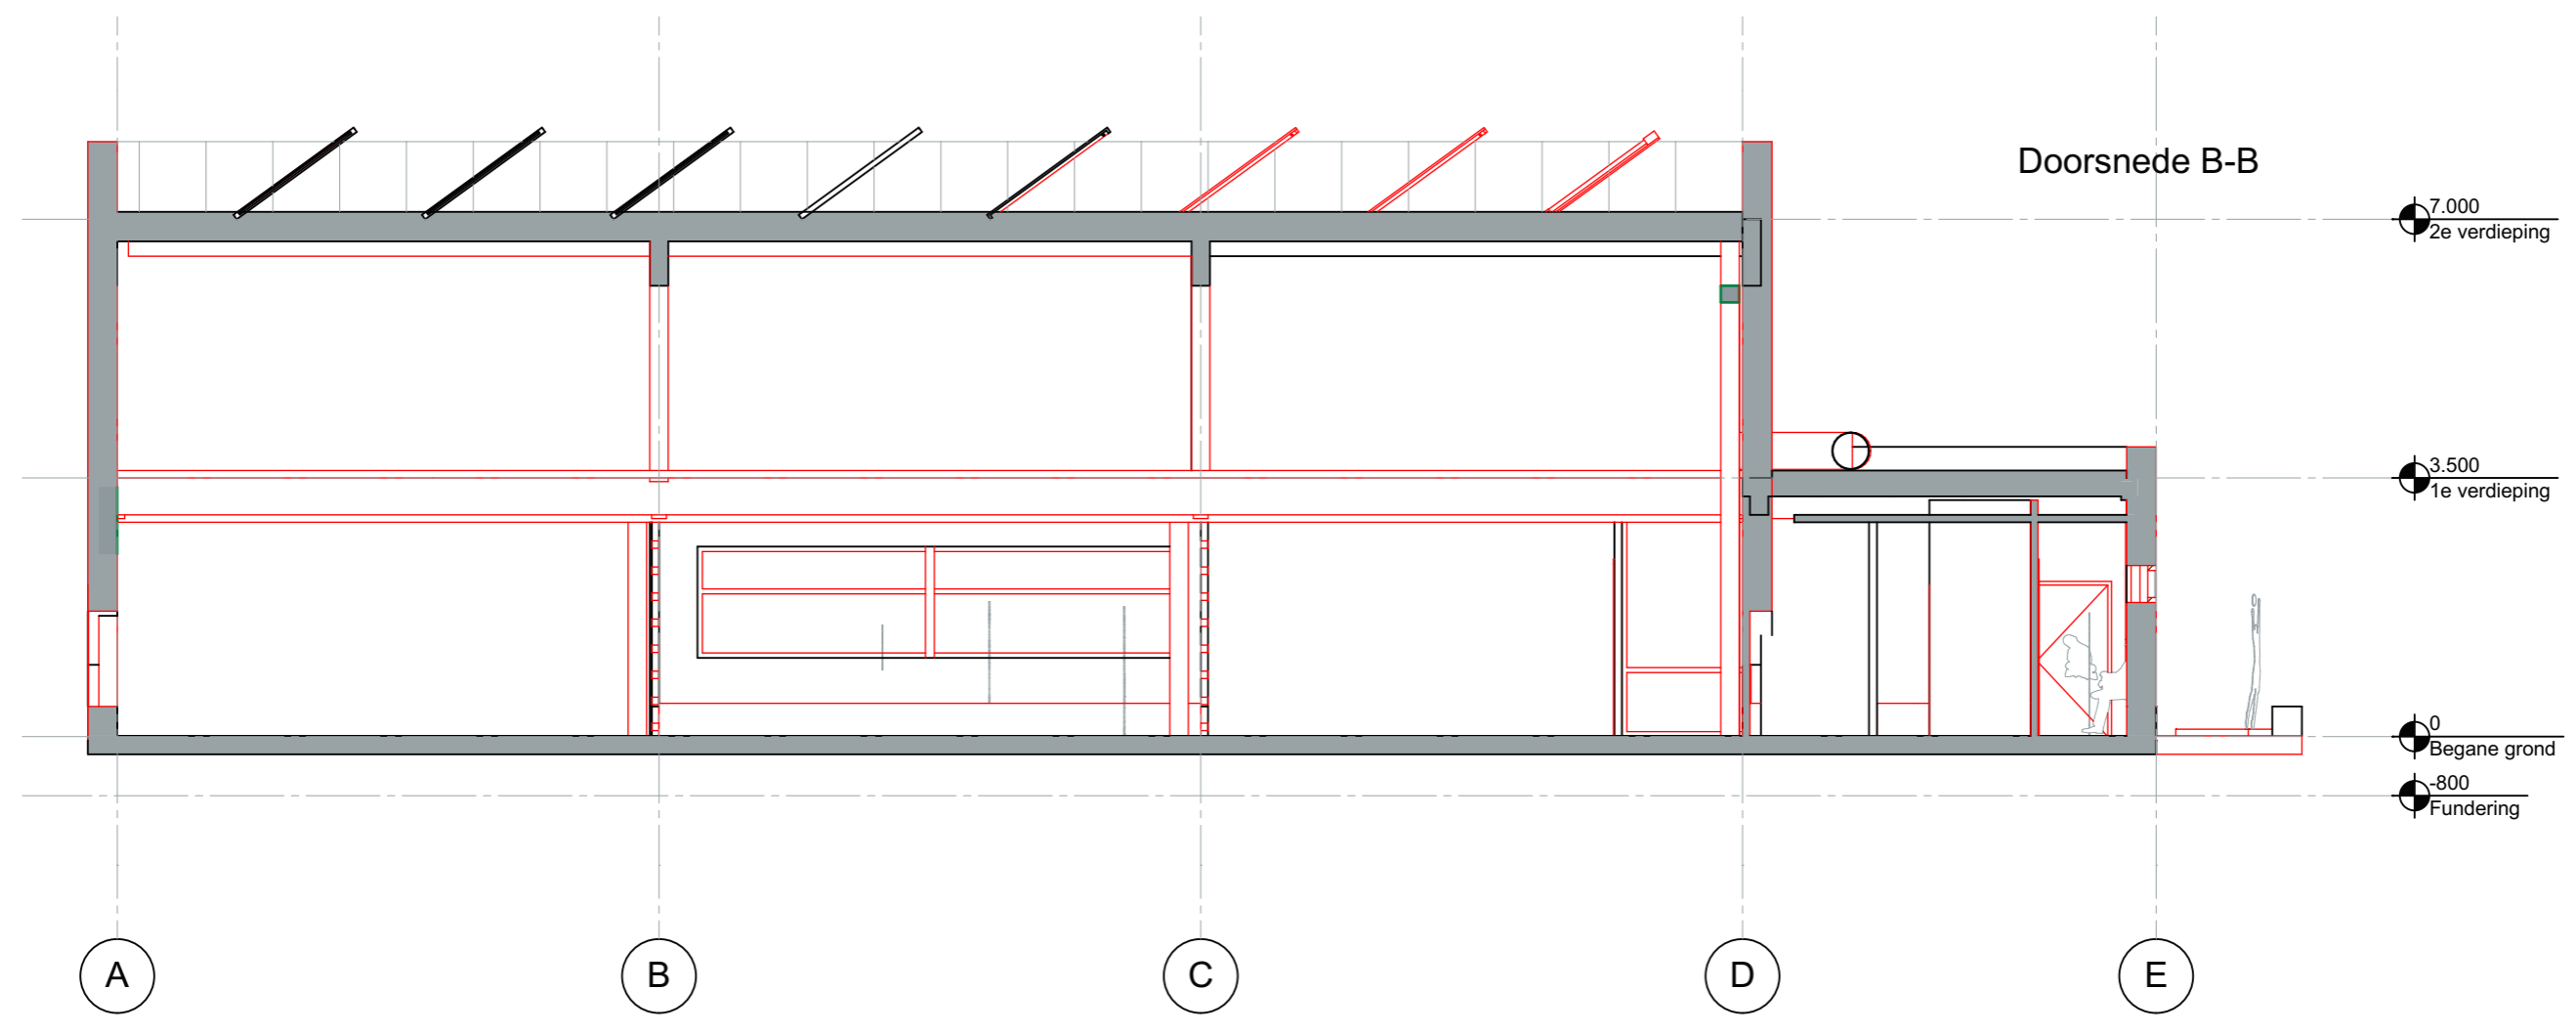 Doorsnede B-B
7.000
2e verdieping
3.500
1e verdieping
0
Begane grond
-800
Fundering
A B C D E